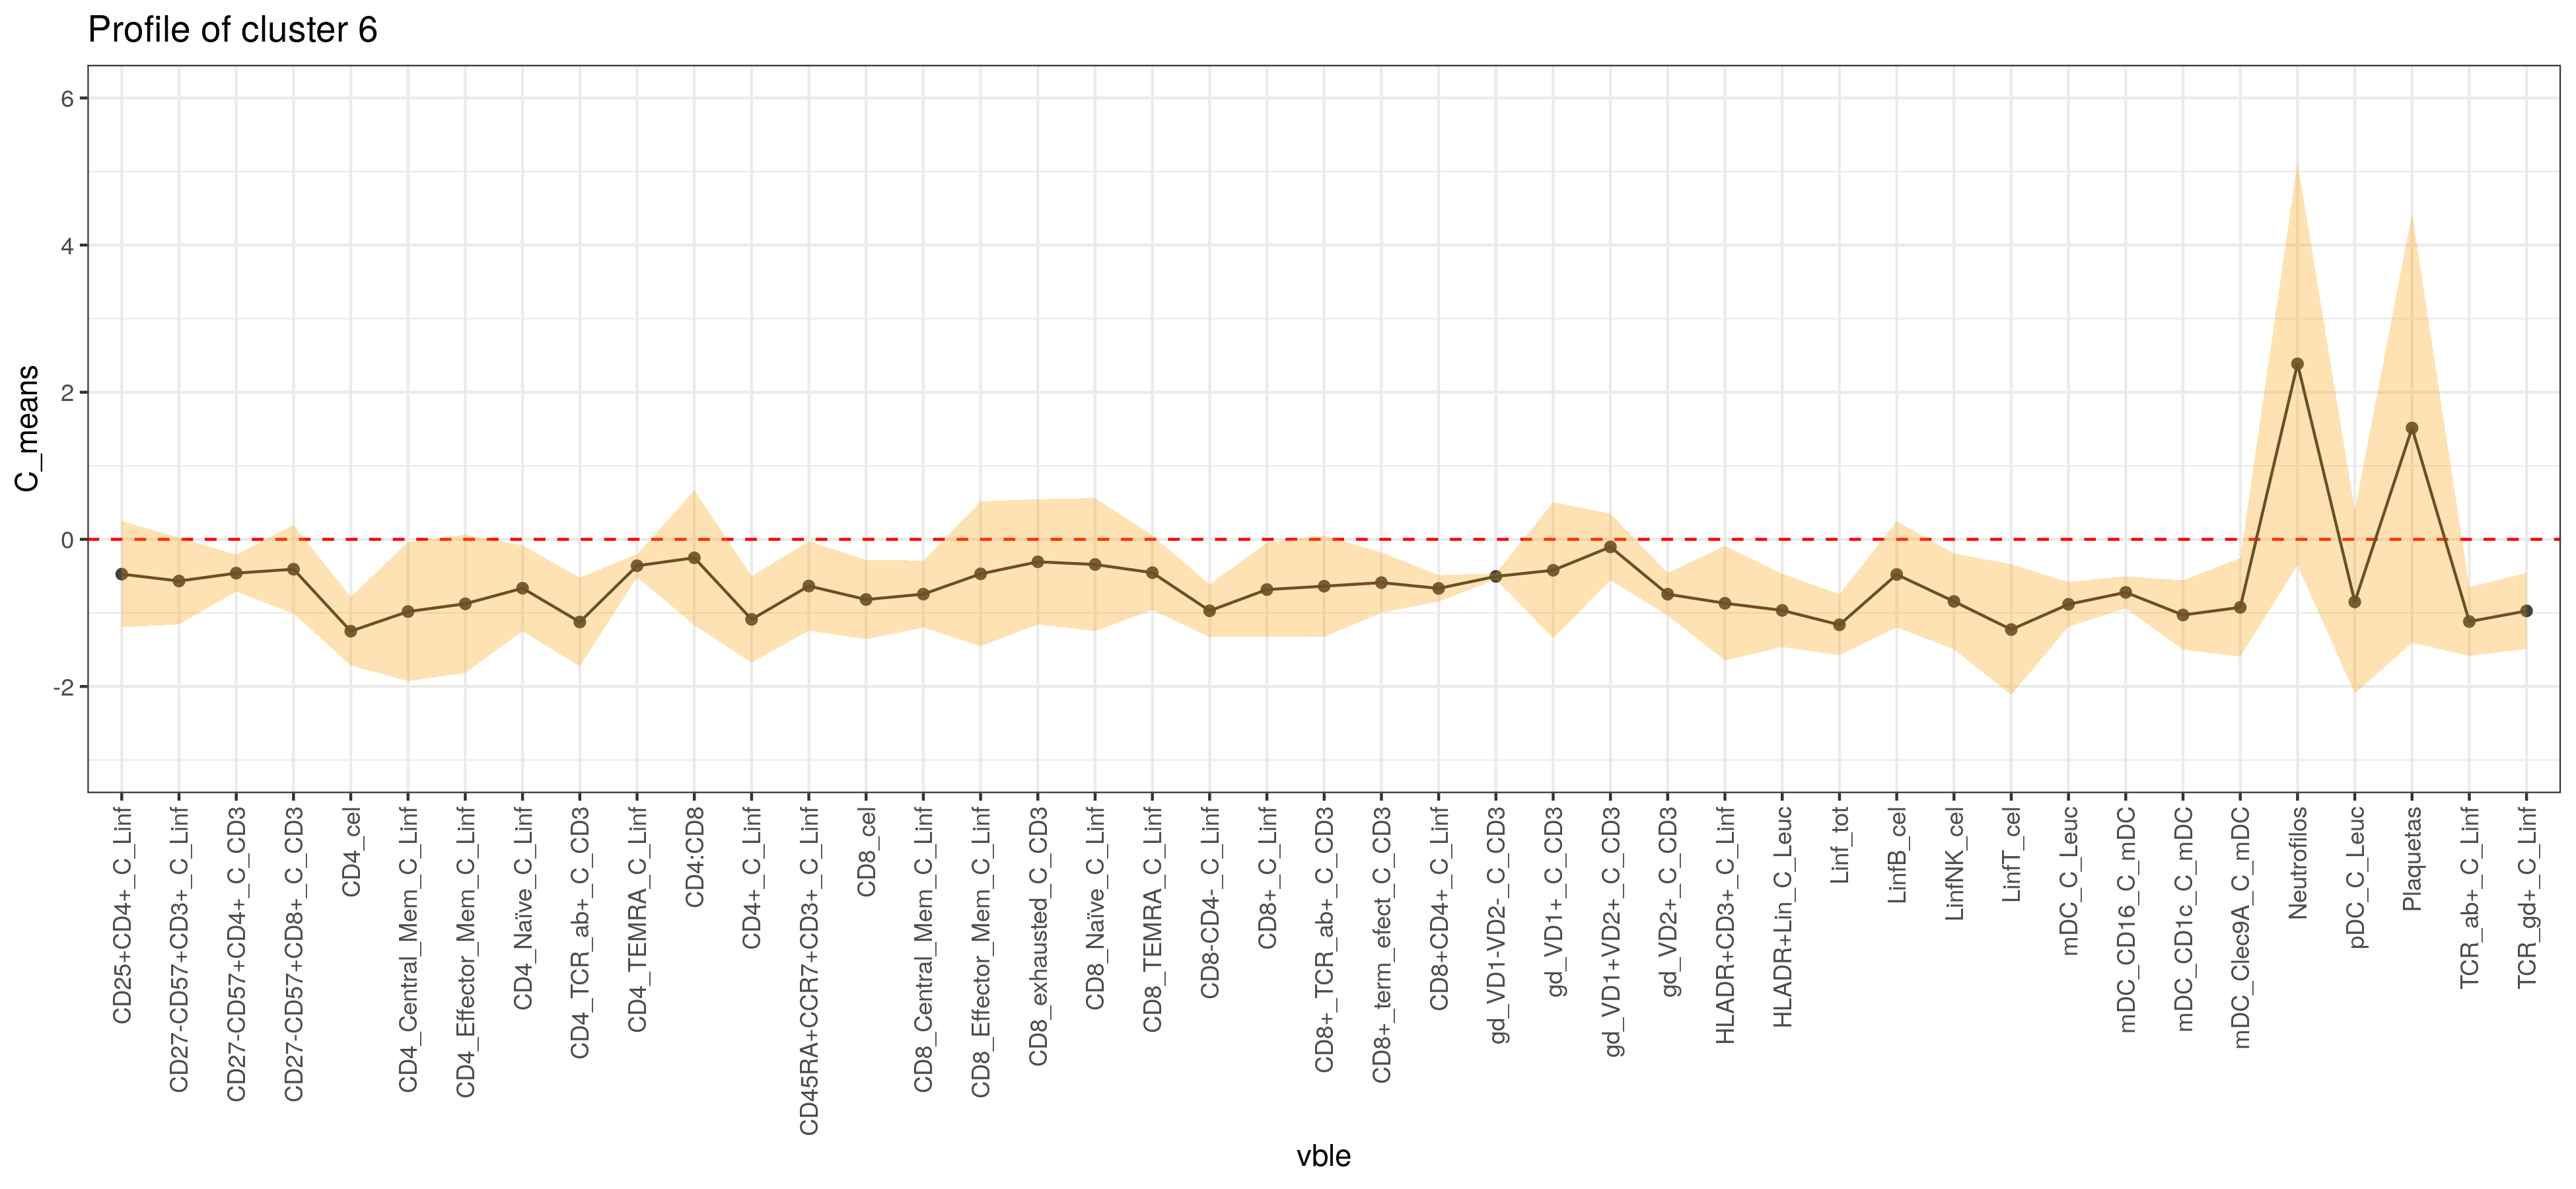 Profile of cluster 6
C_means
6
4
2
0
-2
CD25+CD4+_C_Linf
CD27-CD57+CD3+_C_Linf
CD27-CD57+CD4+_C_CD3
CD27-CD57+CD8+_C_CD3
CD4_cel
CD4_Central_Mem_C_Linf
CD4_Effector_Mem_C_Linf
CD4_Naïve_C_Linf
CD4_TCR_ab+_C_CD3
CD4_TEMRA_C_Linf
CD4:CD8
CD4+_C_Linf
CD45RA+CCR7+CD3+_C_Linf
CD8_cel
CD8_Central_Mem_C_Linf
CD8_Effector_Mem_C_Linf
CD8_exhausted_C_CD3
CD8_Naïve_C_Linf
CD8_TEMRA_C_Linf
CD8-CD4-_C_Linf
CD8+_C_Linf
CD8+_TCR_ab+_C_CD3
CD8+_term_efect_C_CD3
CD8+CD4+_C_Linf
gd_VD1-VD2-_C_CD3
gd_VD1+_C_CD3
gd_VD1+VD2+_C_CD3
gd_VD2+_C_CD3
HLADR+CD3+_C_Linf
HLADR+Lin_C_Leuc
Linf_tot
LinfB_cel
LinfNK_cel
LinfT_cel
mDC_C_Leuc
mDC_CD16_C_mDC
mDC_CD1c_C_mDC
mDC_Clec9A_C_mDC
Neutrofilos
pDC_C_Leuc
Plaquetas
TCR_ab+_C_Linf
TCR_gd+_C_Linf
vble